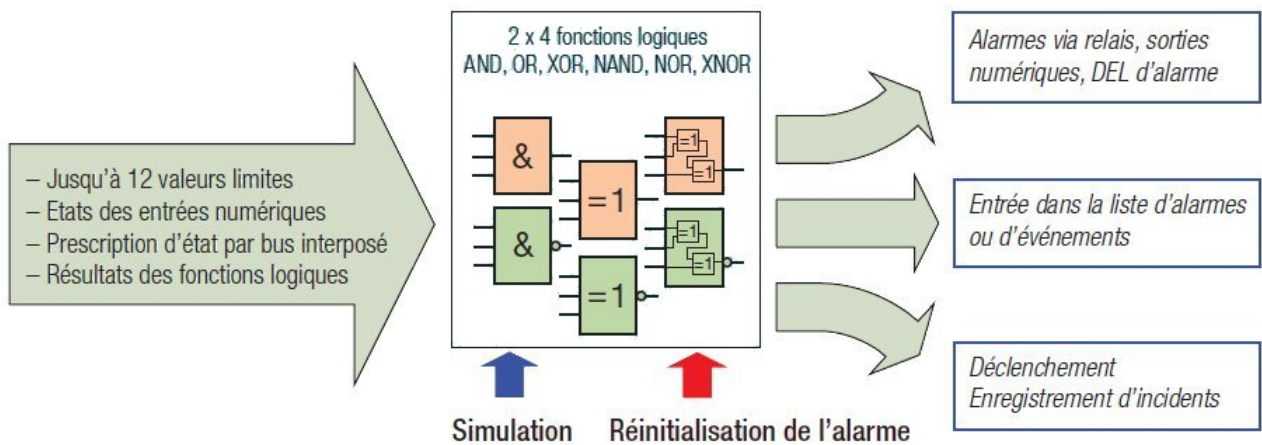 – Jusqu'à 12 valeurs limites
– Etats des entrées numériques
– Prescription d'état par bus interposé
– Résultats des fonctions logiques
2 x 4 fonctions logiques
AND, OR, XOR, NAND, NOR, XNOR
&
=1
=1
=1
&
=1
=1
=1
Simulation
Réinitialisation de l'alarme
Alarmes via relais, sorties
numériques, DEL d'alarme
Entrée dans la liste d'alarmes
ou d'événements
Déclenchement
Enregistrement d'incidents